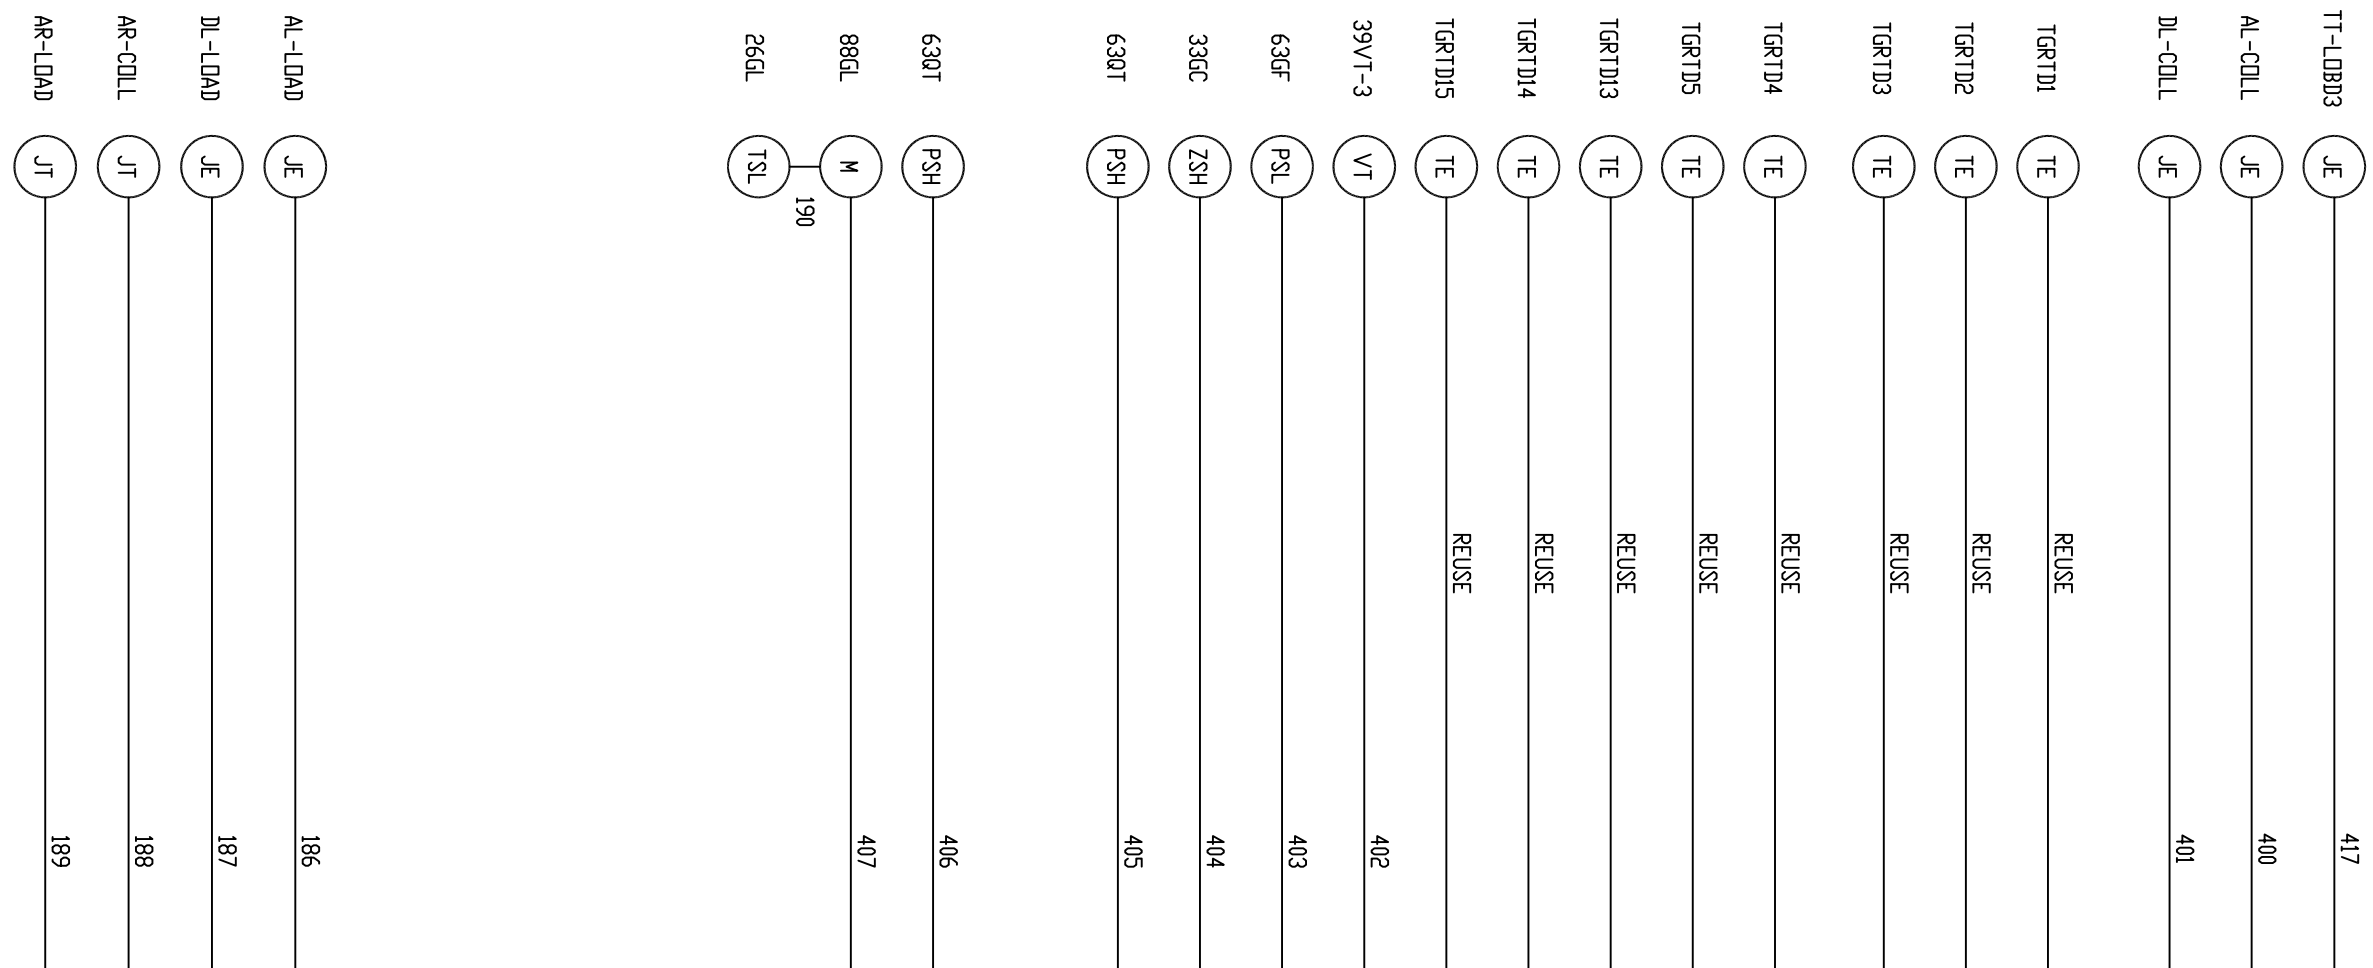 TT-LOBD3 JE 417
AL-COLL JE 400
DL-COLL JE 401
TGRTD1 TE REUSE
TGRTD2 TE REUSE
TGRTD3 TE REUSE
TGRTD4 TE REUSE
TGRTD5 TE REUSE
TGRTD13 TE REUSE
TGRTD14 TE REUSE
TGRTD15 TE REUSE
39VT-3 VT 402
63GF PSL 403
33GC ZSH 404
63QT PSH 405
63QT PSH 406
88GL M 407
190
26GL TSL
AL-LOAD JE 186
DL-LOAD JE 187
AR-COLL JT 188
AR-LOAD JT 189